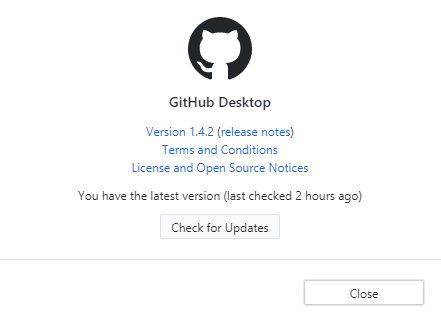 GitHub Desktop
Version 1.4.2 (release notes)
Terms and Conditions
License and Open Source Notices
You have the latest version (last checked 2 hours ago)
Check for Updates
Close